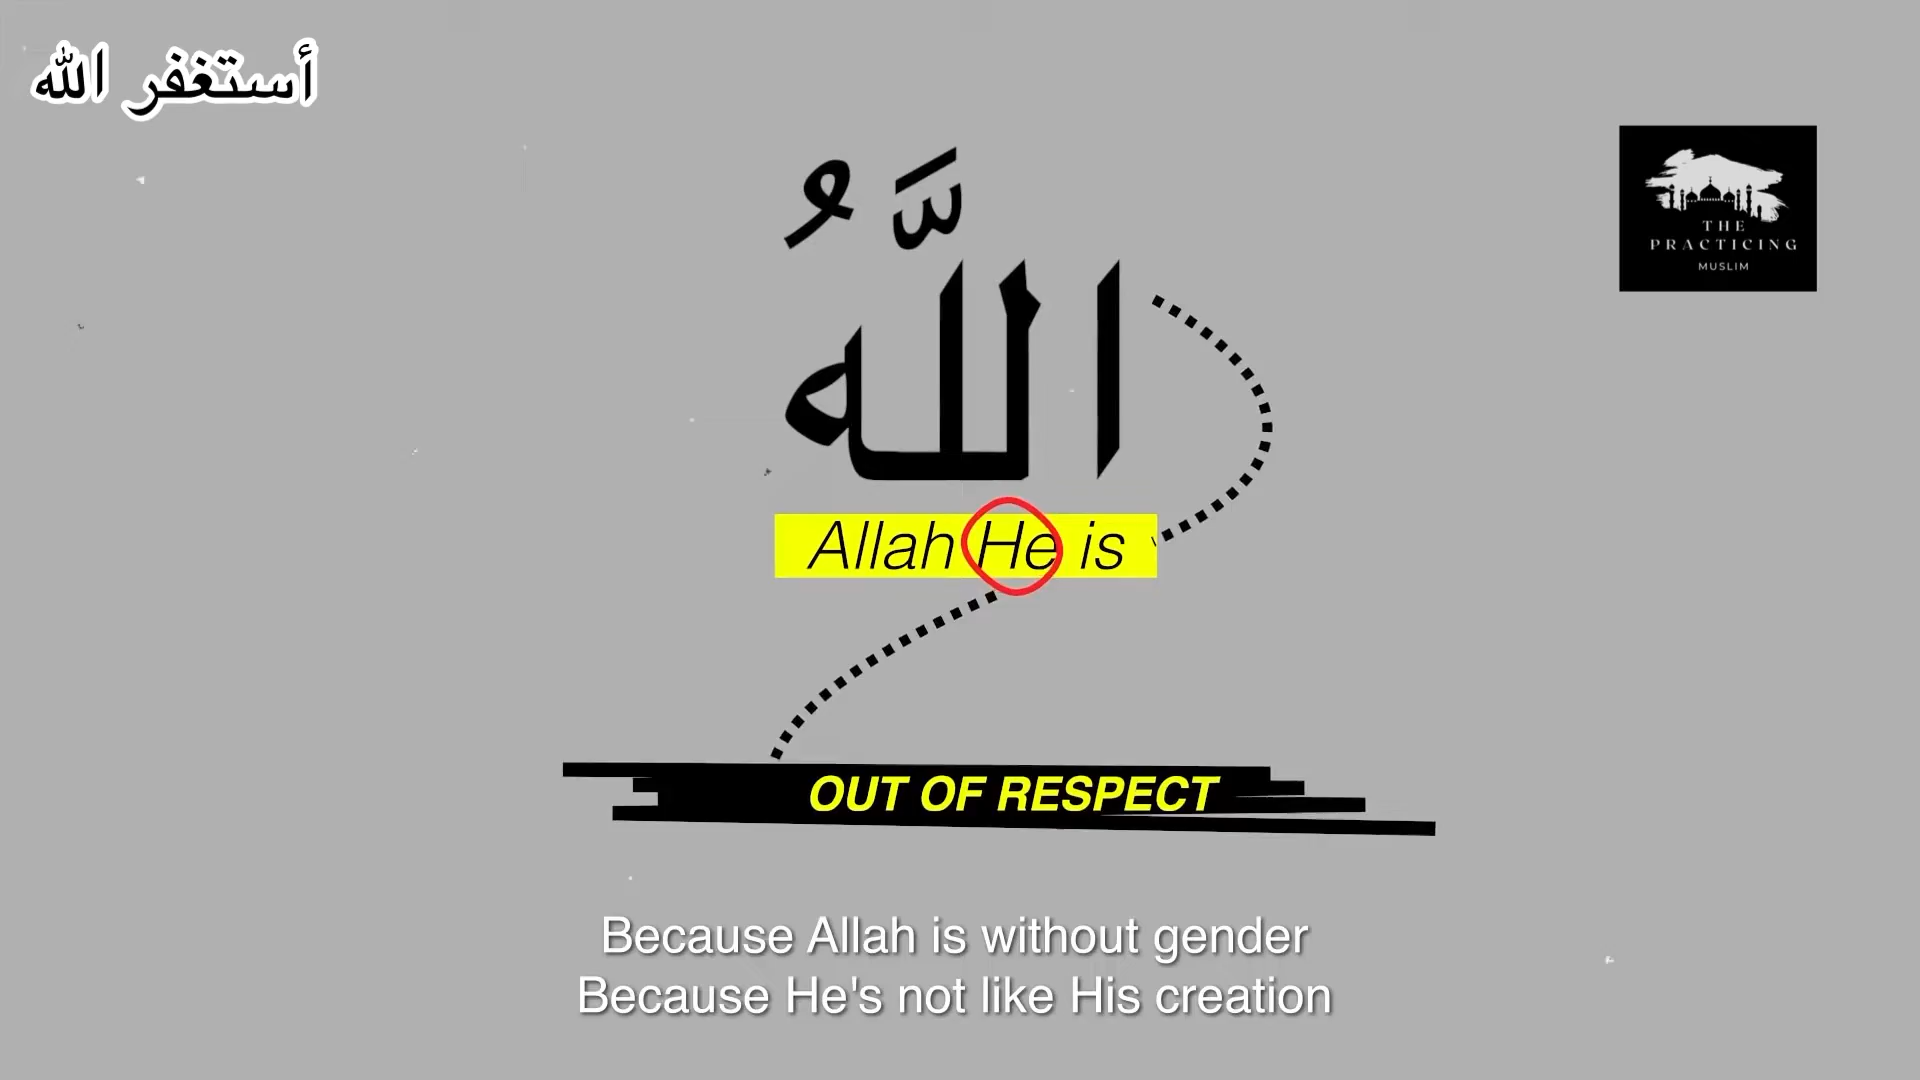 أستغفر الله
THE
PRACTICING
MUSLIM
اللَّهُ
Allah He is
OUT OF RESPECT
Because Allah is without gender
Because He's not like His creation